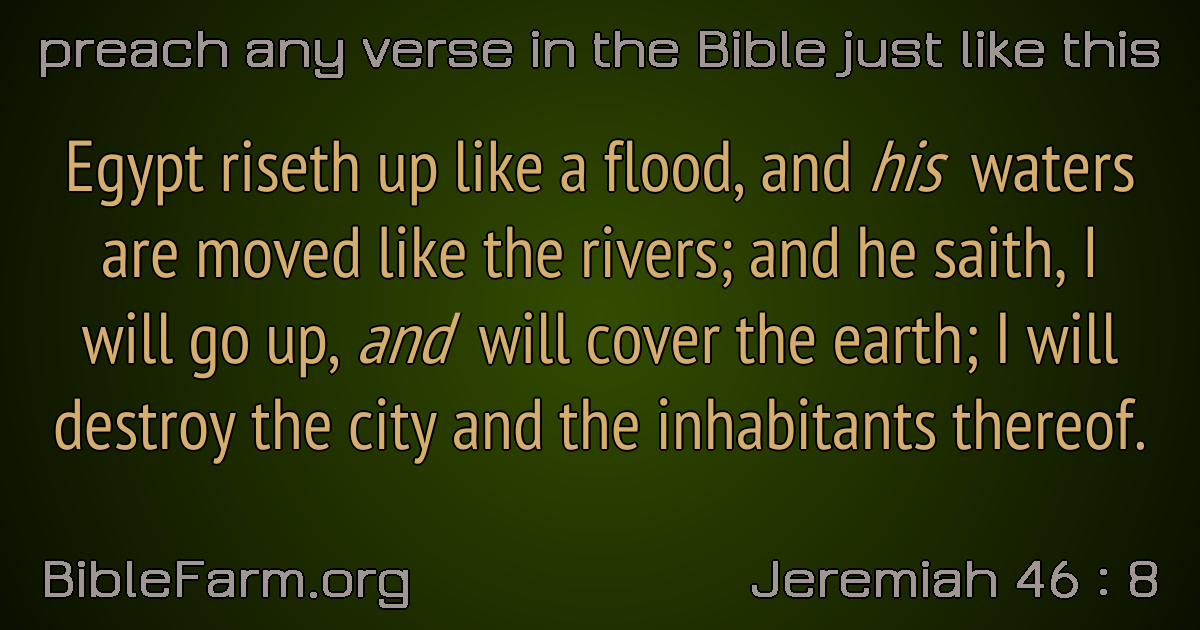 preach any verse in the Bible just like this
Egypt riseth up like a flood, and his waters
are moved like the rivers; and he saith, I
will go up, and will cover the earth; I will
destroy the city and the inhabitants thereof.
BibleFarm.org
Jeremiah 46 : 8